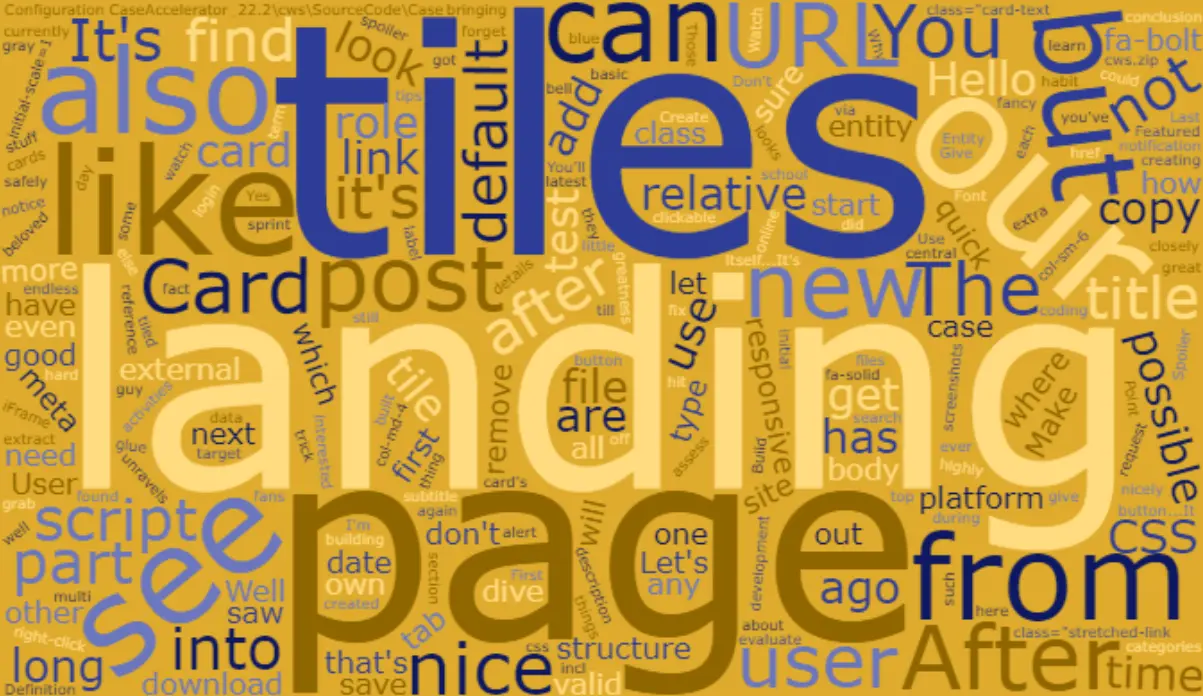 Configuration CaseAccelerator_22.2\cws\SourceCode\Case bringing
class="card-text
conclusion
currently
gray
It's
find
spoiler
look
forget
got
default
can
blue
basic
bell
add
Those
Watch
URL
why
You
learn
but
fa-bolt
cws.zip
could
habit
not
Last
Featured
notification
creating
initial-scale=1
stuff
also
term
tips
role
link
card
tiles
Create
class
Don't
sure
looks
via
entity
Hello
fancy
you've
each
Entity
Give
href
our
how
copy
cards
safely
notice
beloved
day
like
watch
login
Yes
sprint
it's
label
some
You'll
latest
test
they
little
relative
clickable
school
start
did
online
Font
extra
quick
Use
central
col-sm-6
closely
great
more
endless
have
even
good
hard
meta
else
reference
fact
tiled
Card
post
still
details
after
greatness
till
let
fix
use
Itself...It's
new
The
case
coding
title
external
guy
activities
which
landing
tile
built
col-md-4
first
thing
remove
button
file
are
all
off
hit
type
assess
responsive
initial
Build
files
fa-solid
get
search
has
body
screenshots
where
Make
possible
Spoiler
Point
request
iFrame
extract
need
User
grab
glue
unravels
data
next
target
trick
Interested
card's
site
ever
highly
top
platform
give
during
nicely
button...It
CSS
found
fans
well
script
see
part
multi
other
Well
saw
page
I'm
building
date
own
created
subtitle
again
don't
alert
section
First
dive
will
description
things
one
Let's
any
development
out
ago
from
such
here
right-click
long
Definition
into
download
that's
save
tab
nice
css
structure
incl
valid
about
evaluate
user
After
class="stretched-link
categories
time